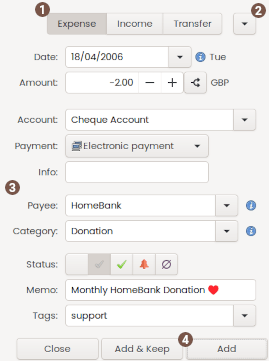 1 2
Expense Income Transfer
Date: 18/04/2006 Tue
Amount: -2.00 — + GBP
Account: Cheque Account
Payment: Electronic payment
Info:
3
Payee: HomeBank
Category: Donation
Status:
Memo: Monthly HomeBank Donation ❤️
Tags: support
4
Close Add & Keep Add